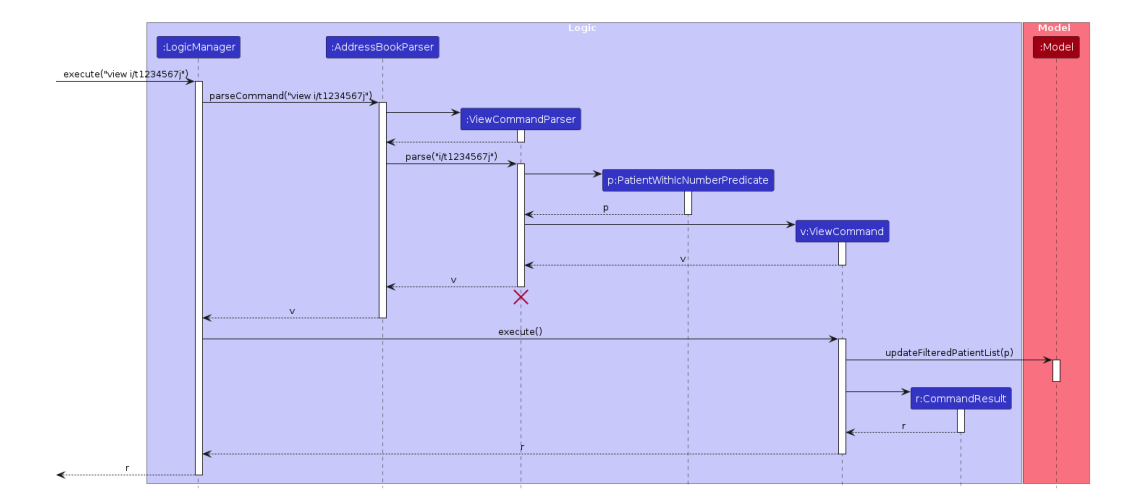 Logic
Model
:LogicManager
:AddressBookParser
:Model
execute("view i/t1234567j")
parseCommand("view i/t1234567j")
:ViewCommandParser
parse("i/t1234567j")
p:PatientWithIcNumberPredicate
p
v:ViewCommand
v
v
v
execute()
updateFilteredPatientList(p)
r:CommandResult
r
r
r